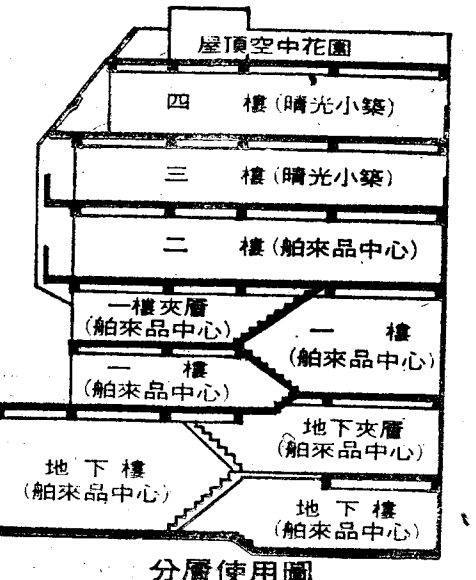 屋頂空中花園
四 樓(晴光小築)
三 樓(晴光小築)
二 樓(舶來品中心)
一樓夾層
(舶來品中心)
一 樓
(舶來品中心)
一 樓
(舶來品中心)
地下夾層
(舶來品中心)
地下樓
(舶來品中心)
地下樓
(舶來品中心)
分層使用圖